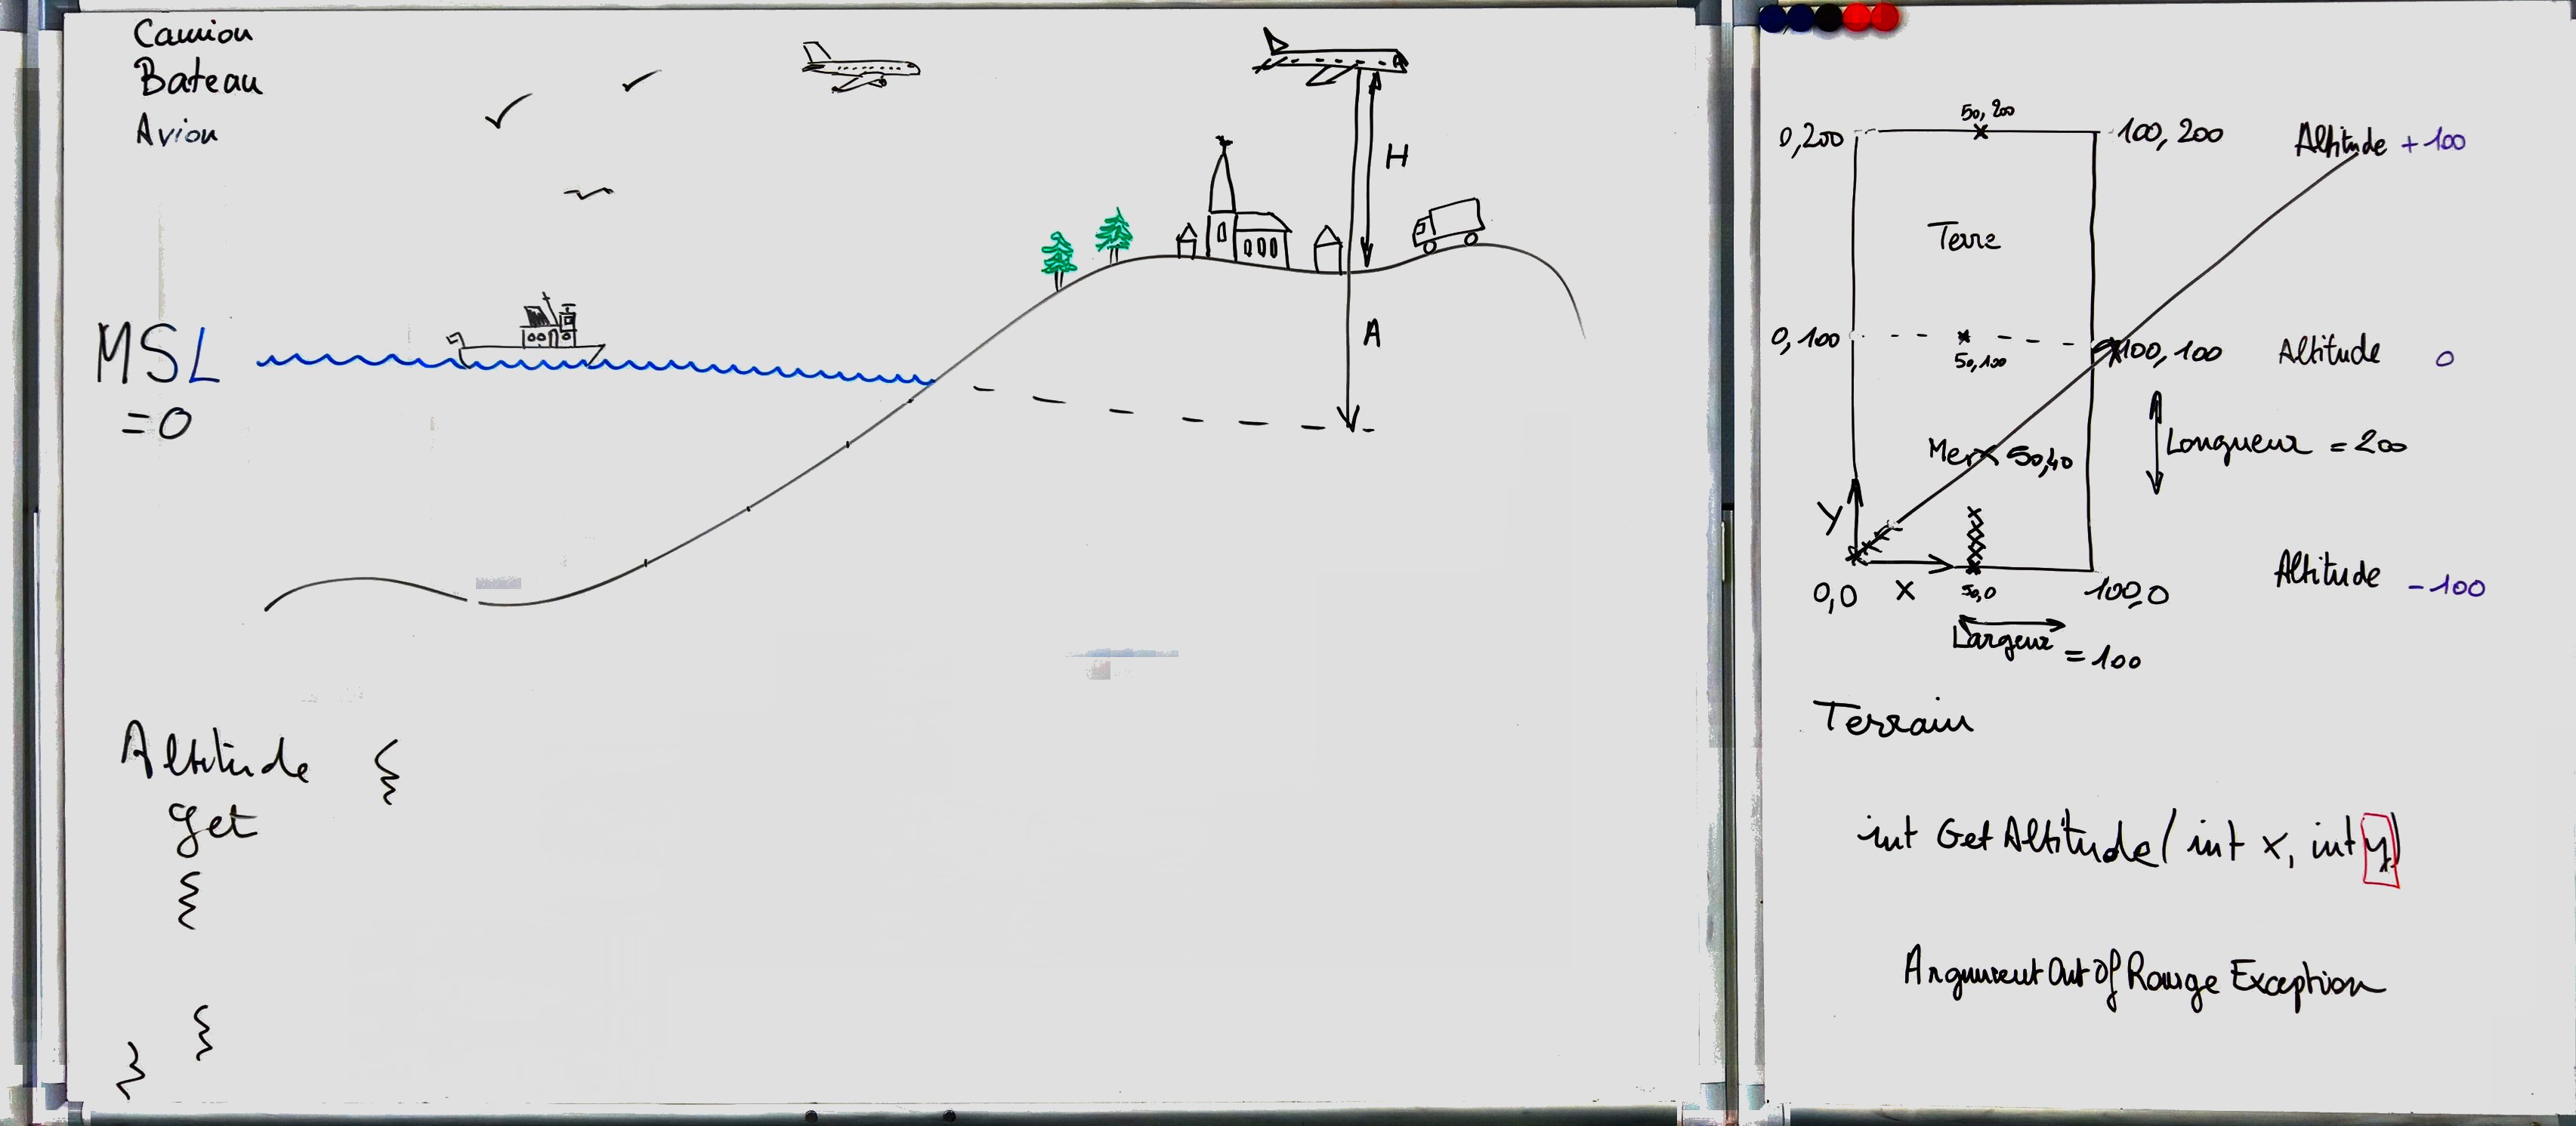 Camion
Bateau
Avion
H
A
MSL
=0
Altitude {
get
{
}
}
50, 200
0,200
100, 200
Altitude +100
Terre
0,100
50,100
100, 100
Altitude 0
Mer
50,40
Longueur = 200
Y
0,0
X
50,0
100,0
Altitude -100
Largeur = 100
Terrain
int GetAltitude( int x, int y)
ArgumentOutOfRangeException